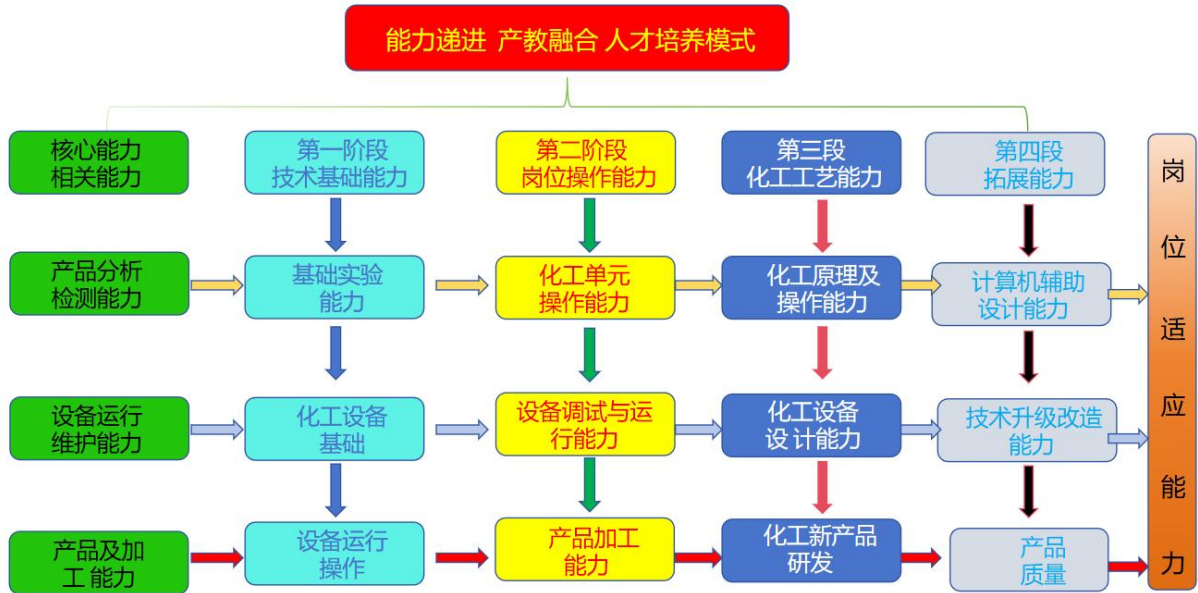 能力递进 产教融合 人才培养模式
核心能力
相关能力
第一阶段
技术基础能力
第二阶段
岗位操作能力
第三段
化工工艺能力
第四段
拓展能力
产品分析
检测能力
基础实验
能力
化工单元
操作能力
化工原理及
操作能力
计算机辅助
设计能力
设备运行
维护能力
化工设备
基础
设备调试与运
行能力
化工设备
设 计能力
技术升级改造
能力
产品及加
工 能力
设备运行
操作
产品加工
能力
化工新产品
研发
产品
质量
岗
位
适
应
能
力